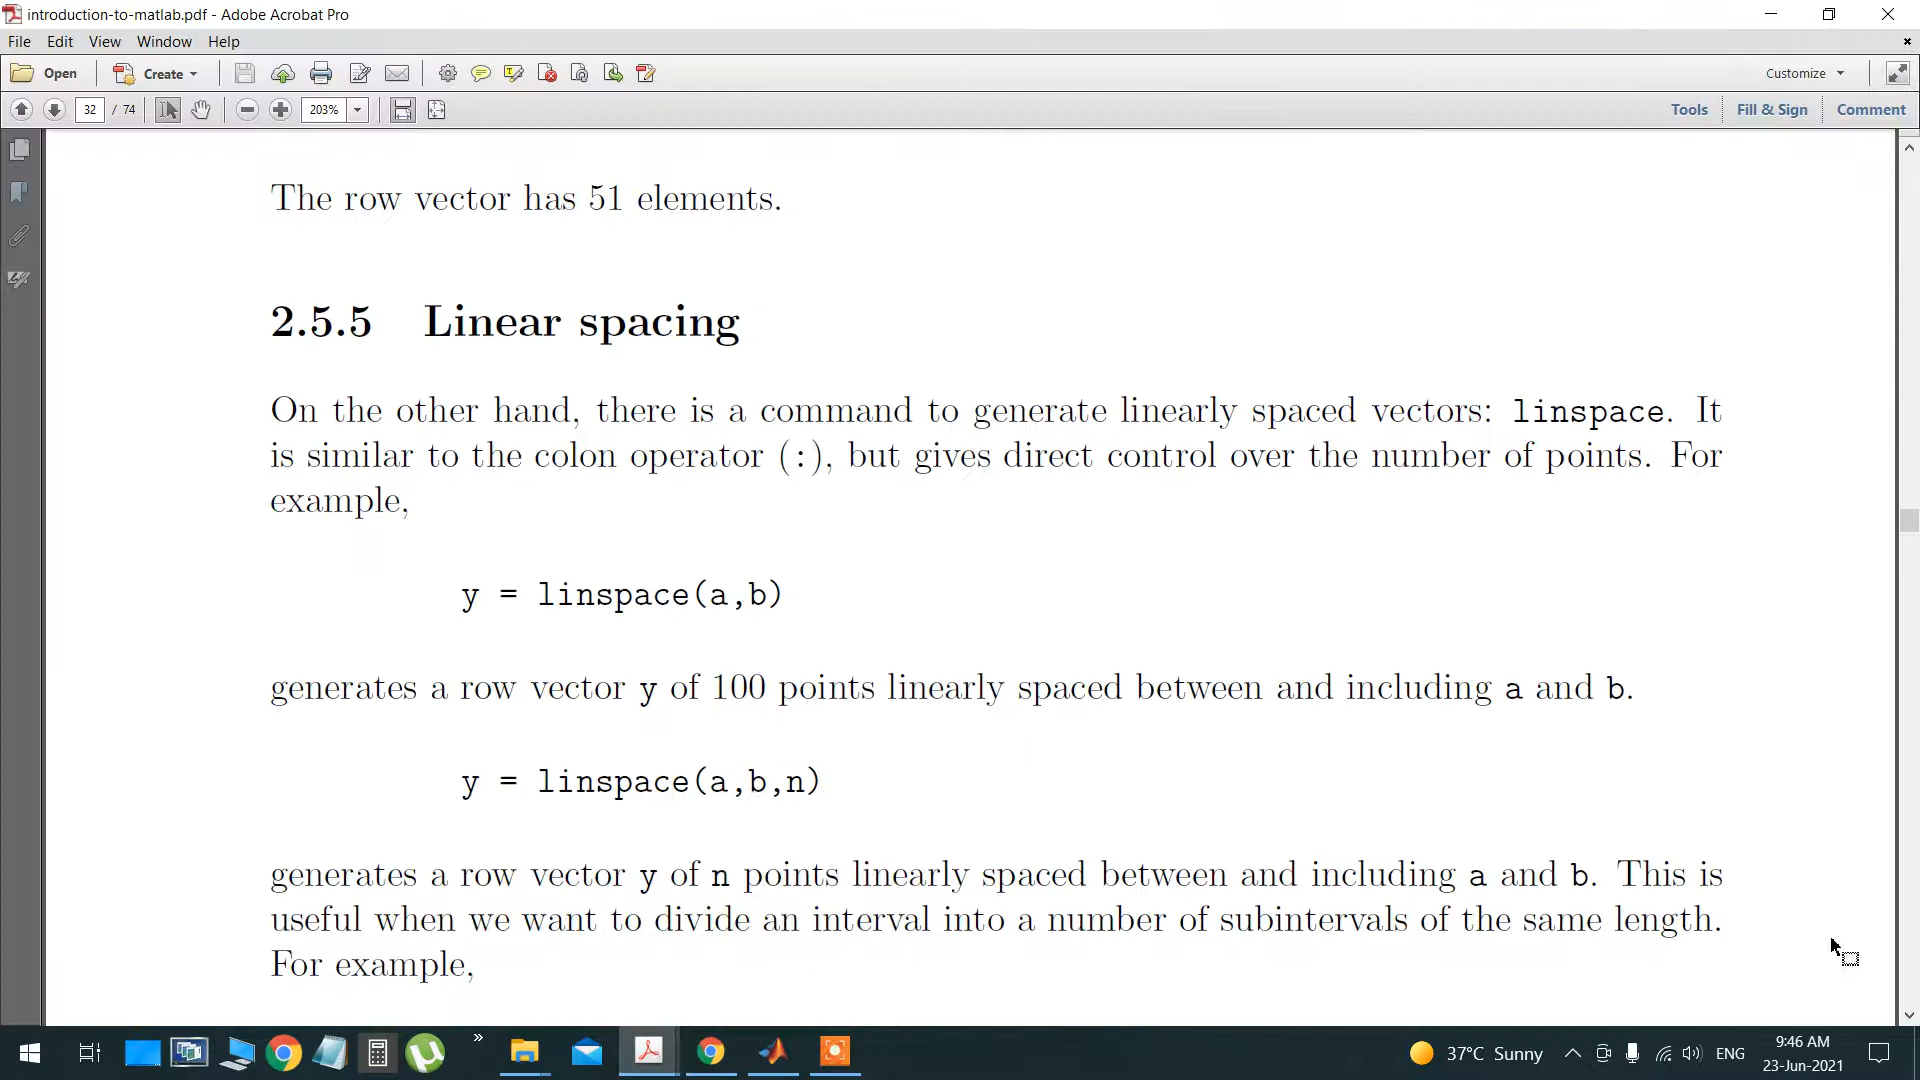 introduction-to-matlab.pdf - Adobe Acrobat Pro
File Edit View Window Help
Open Create Customize
32 / 74 203% Tools Fill & Sign Comment
The row vector has 51 elements.
2.5.5 Linear spacing
On the other hand, there is a command to generate linearly spaced vectors: linspace. It
is similar to the colon operator (:), but gives direct control over the number of points. For
example,
y = linspace(a,b)
generates a row vector y of 100 points linearly spaced between and including a and b.
y = linspace(a,b,n)
generates a row vector y of n points linearly spaced between and including a and b. This is
useful when we want to divide an interval into a number of subintervals of the same length.
For example,
37°C Sunny ENG 9:46 AM
23-Jun-2021